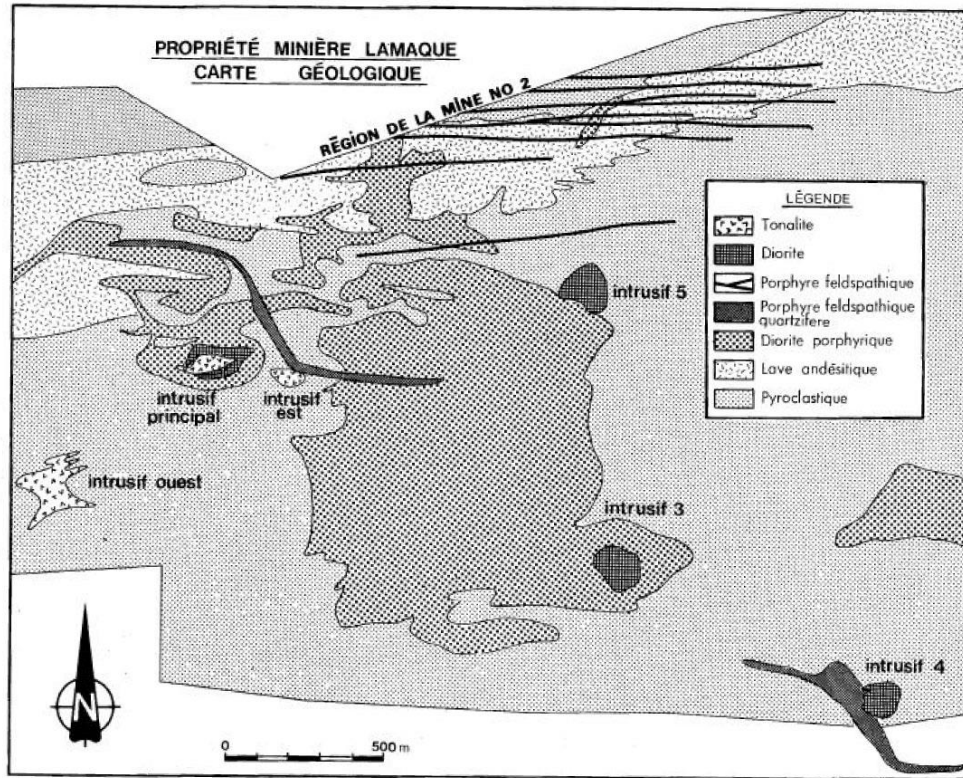 PROPRIÉTÉ MINIÈRE LAMAQUE
CARTE GÉOLOGIQUE
RÉGION DE LA MINE NO 2
LÉGENDE
Tonalite
Diorite
Porphyre feldspathique
Porphyre feldspathique
quartzifère
Diorite porphyrique
Lave andésitique
Pyroclastique
intrusif 5
intrusif
principal
intrusif
est
intrusif ouest
intrusif 3
intrusif 4
N
0 500 m